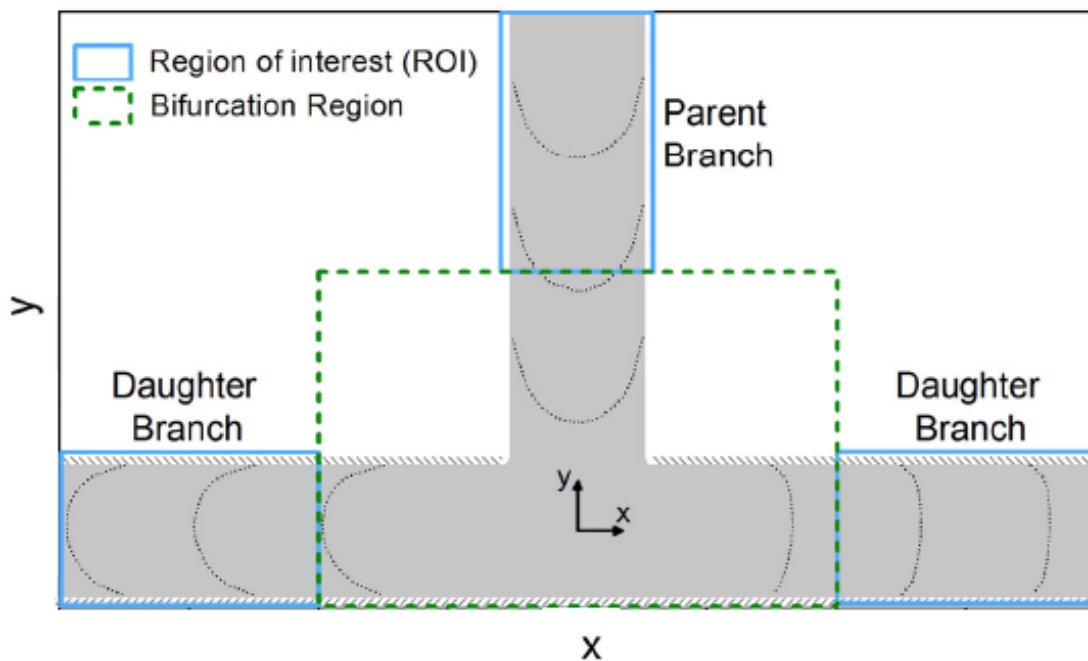 Region of interest (ROI)
Bifurcation Region
Parent
Branch
Daughter
Branch
Daughter
Branch
y
y
x
x